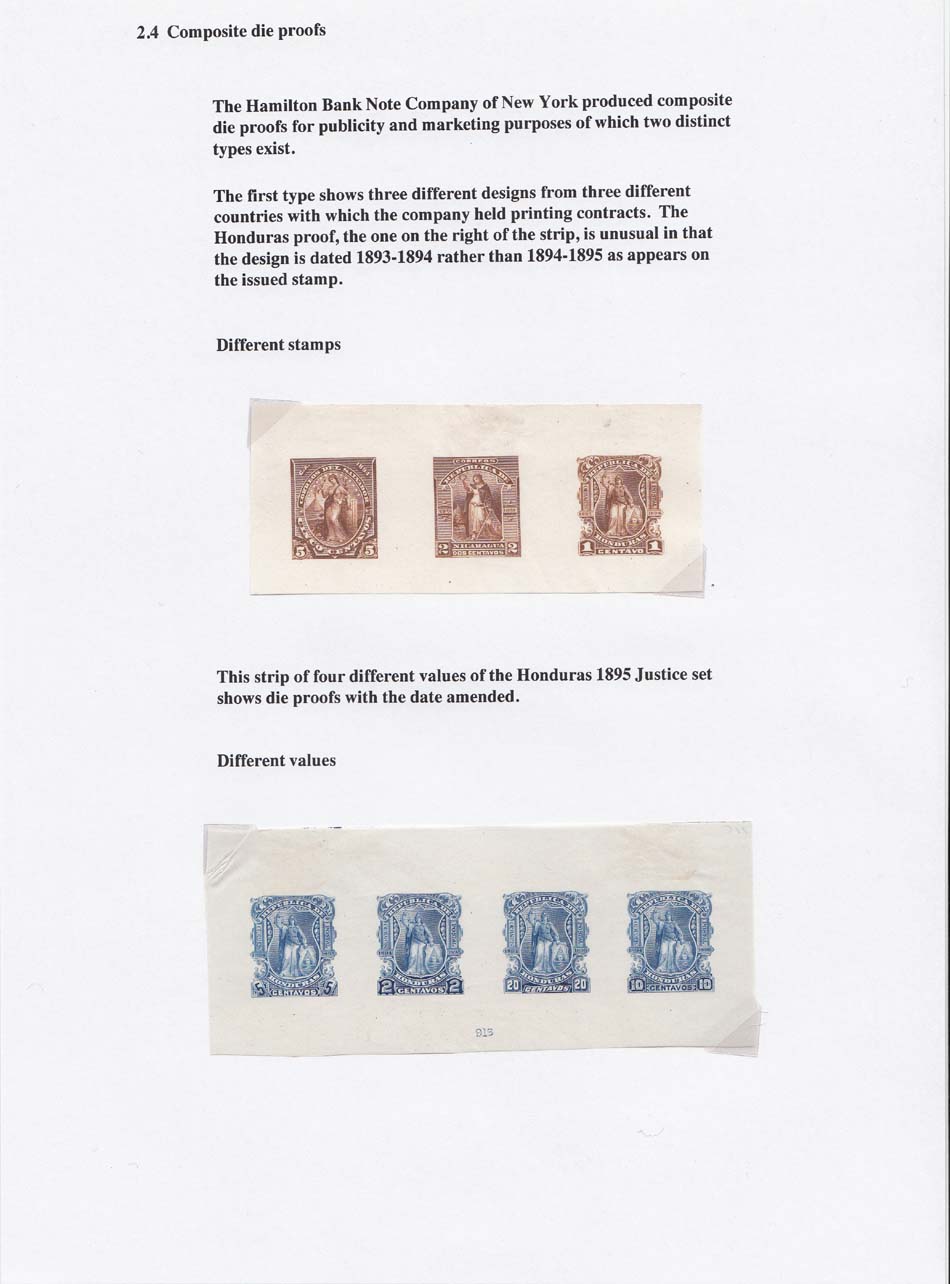 2.4 Composite die proofs
The Hamilton Bank Note Company of New York produced composite
die proofs for publicity and marketing purposes of which two distinct
types exist.
The first type shows three different designs from three different
countries with which the company held printing contracts. The
Honduras proof, the one on the right of the strip, is unusual in that
the design is dated 1893-1894 rather than 1894-1895 as appears on
the issued stamp.
Different stamps
CORREOS DEL SALVADOR
5 CINCO CENTAVOS 5
CORREOS
REPUBLICA DE
NICARAGUA
2 DOS CENTAVOS 2
REPUBLICA DE
HONDURAS
1 CENTAVO 1
This strip of four different values of the Honduras 1895 Justice set
shows die proofs with the date amended.
Different values
REPUBLICA DE
HONDURAS
5 CENTAVOS 5
REPUBLICA DE
HONDURAS
2 CENTAVOS 2
REPUBLICA DE
HONDURAS
20 CENTAVOS 20
REPUBLICA DE
HONDURAS
10 CENTAVOS 10